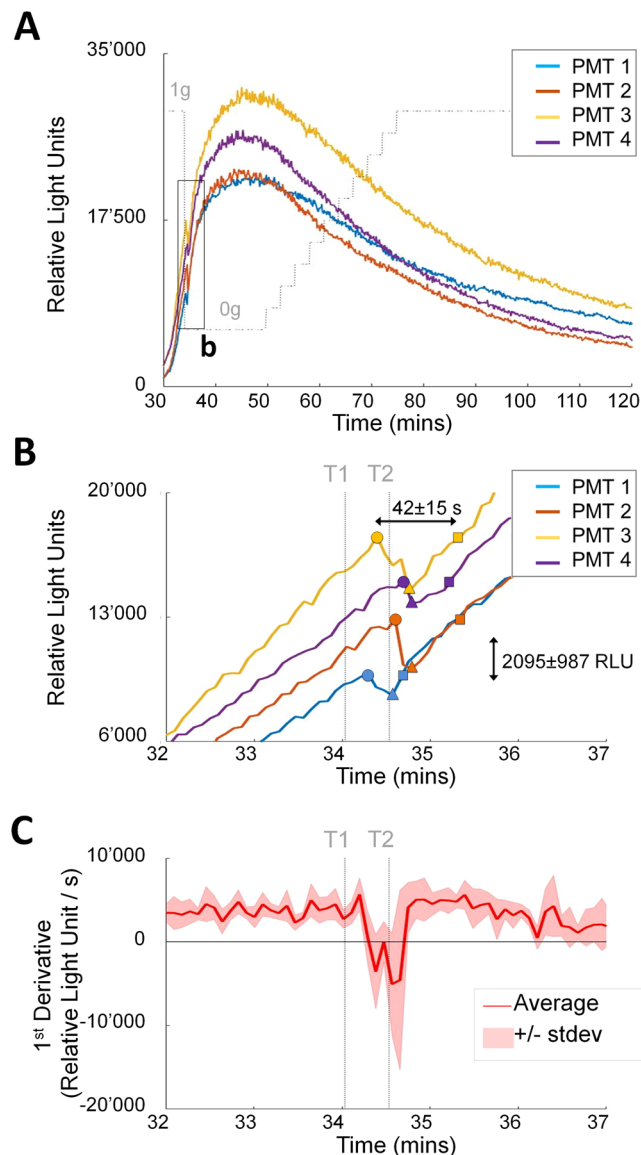 A
35’000
1g
PMT 1
PMT 2
PMT 3
PMT 4
Relative Light Units
17’500
0g
b
0
30 40 50 60 70 80 90 100 110 120
Time (mins)
B
T1 T2
20’000
42±15 s
PMT 1
PMT 2
PMT 3
PMT 4
Relative Light Units
13’000
2095±987 RLU
6’000
32 33 34 35 36 37
Time (mins)
C
T1 T2
10’000
1st Derivative
(Relative Light Unit / s)
0
-10’000
Average
+/- stdev
-20’000
32 33 34 35 36 37
Time (mins)